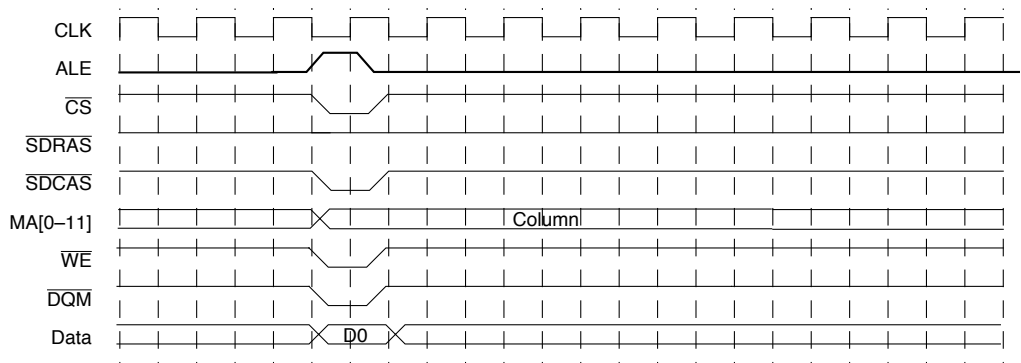 CLK
ALE
CS
SDRAS
SDCAS
MA[0–11] Column
WE
DQM
Data D0